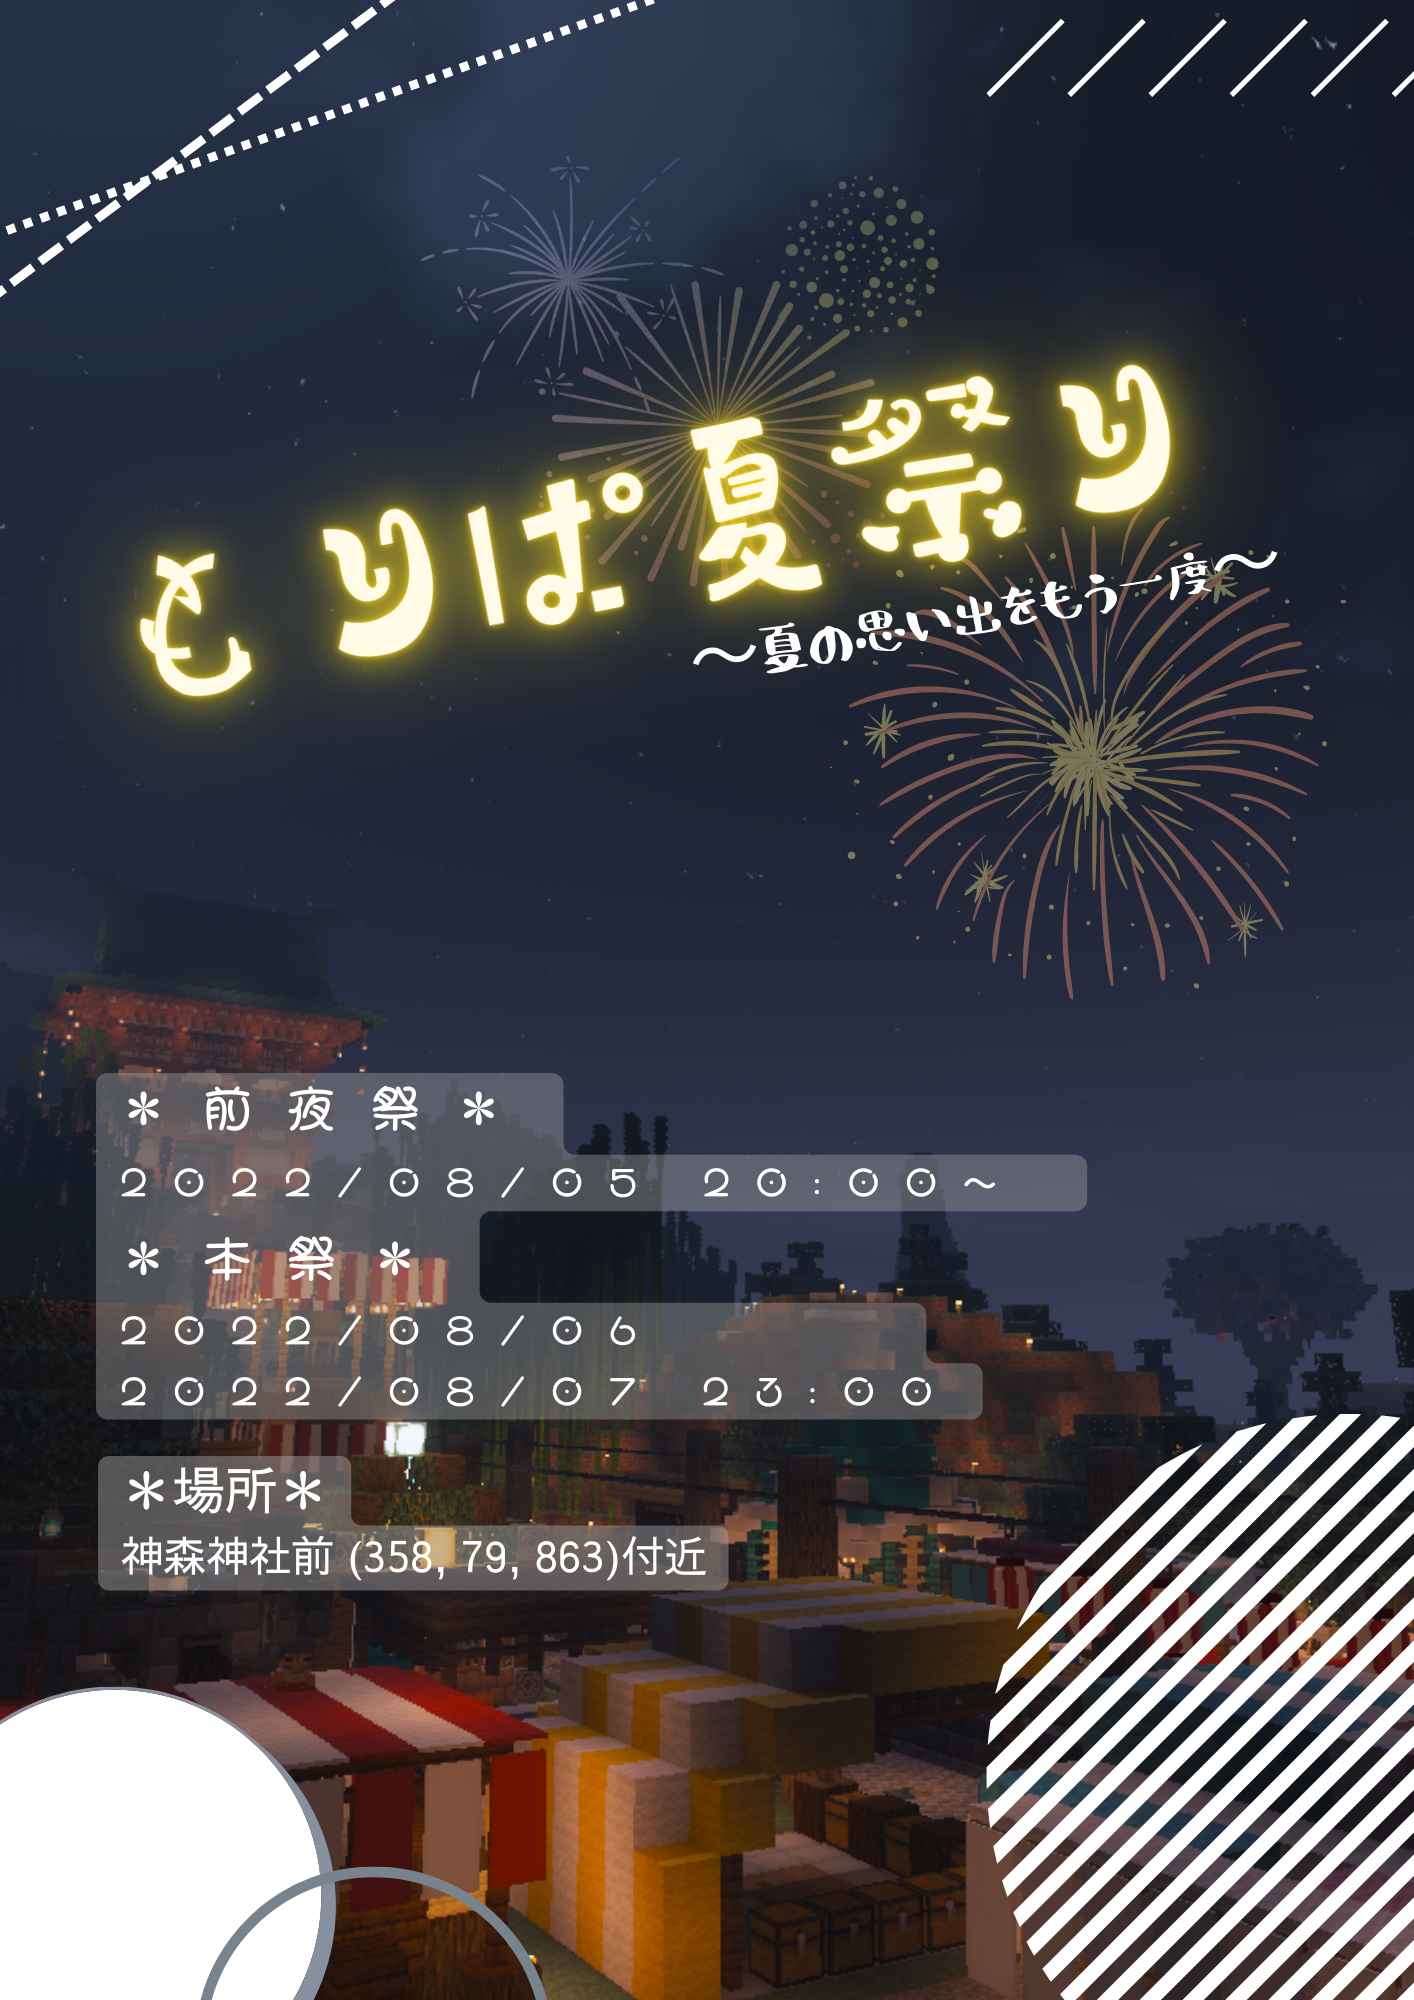 もりぱ夏祭り
～夏の思い出をもう一度～
＊ 前夜祭 ＊
2022/08/05 20:00～
＊ 本祭 ＊
2022/08/06
2022/08/07 23:00
＊場所＊
神森神社前 (358, 79, 863)付近